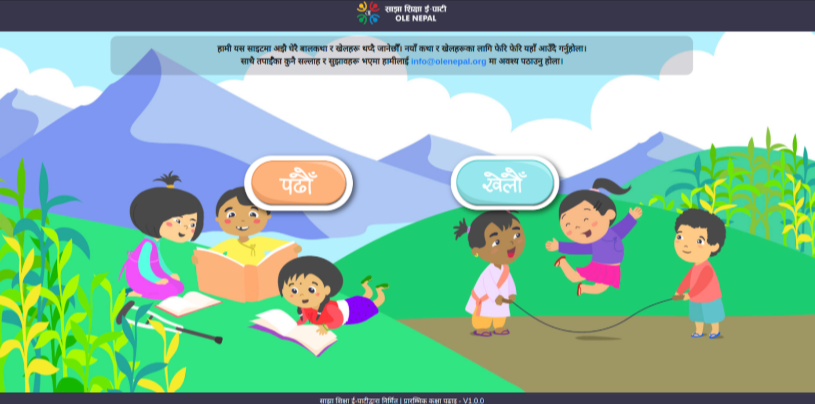 साझा शिक्षा ई-पाटी
OLE NEPAL
हामी यस साइटमा अझै धेरै बालकथा र खेलहरू थप्दै जानेछौँ। नयाँ कथा र खेलहरूका लागि फेरि फेरि यहाँ आउँदै गर्नुहोला।
साथै तपाईँका कुनै सल्लाह र सुझावहरू भएमा हामीलाई info@olenepal.org मा अवश्य पठाउनु होला।
पढौँ
खेलौँ
साझा शिक्षा ई-पाटीद्वारा निर्मित | प्रारम्भिक कक्षा पढाइ - V1.0.0